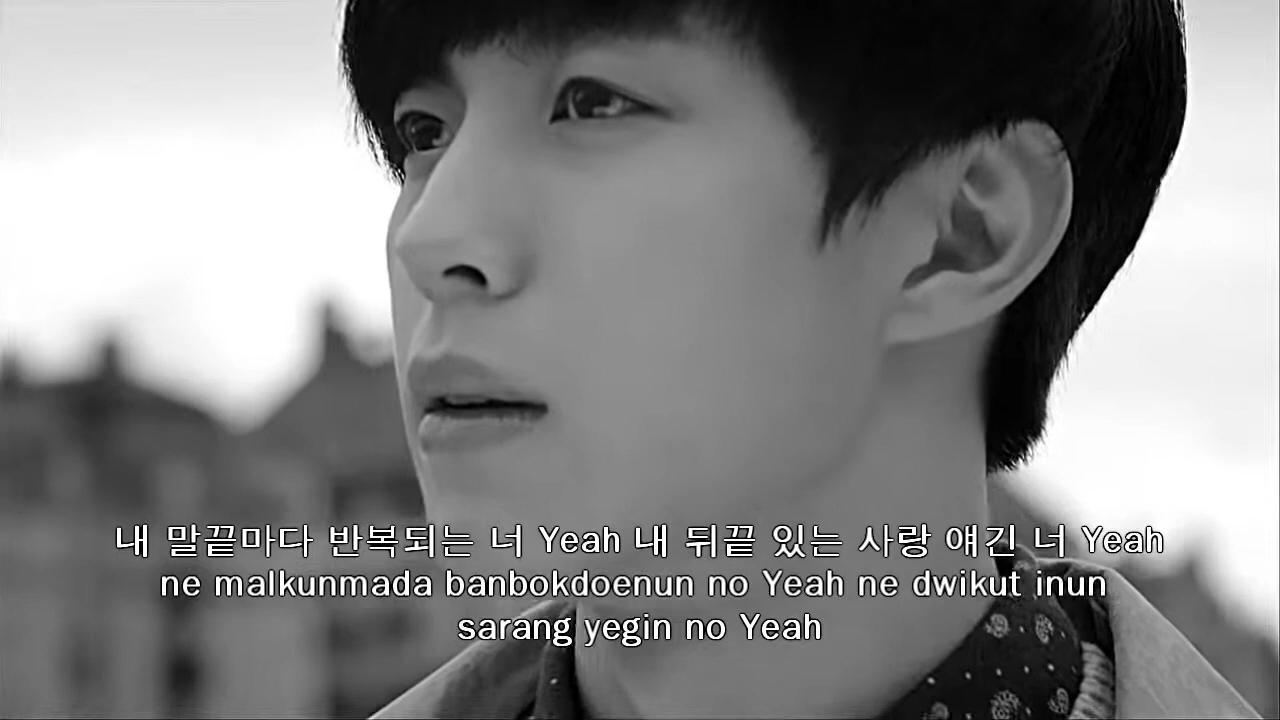 내 말끝마다 반복되는 너 Yeah 내 뒤끝 있는 사랑 얘긴 너 Yeah
ne malkunmada banbokdoenun no Yeah ne dwikut inun
sarang yegin no Yeah